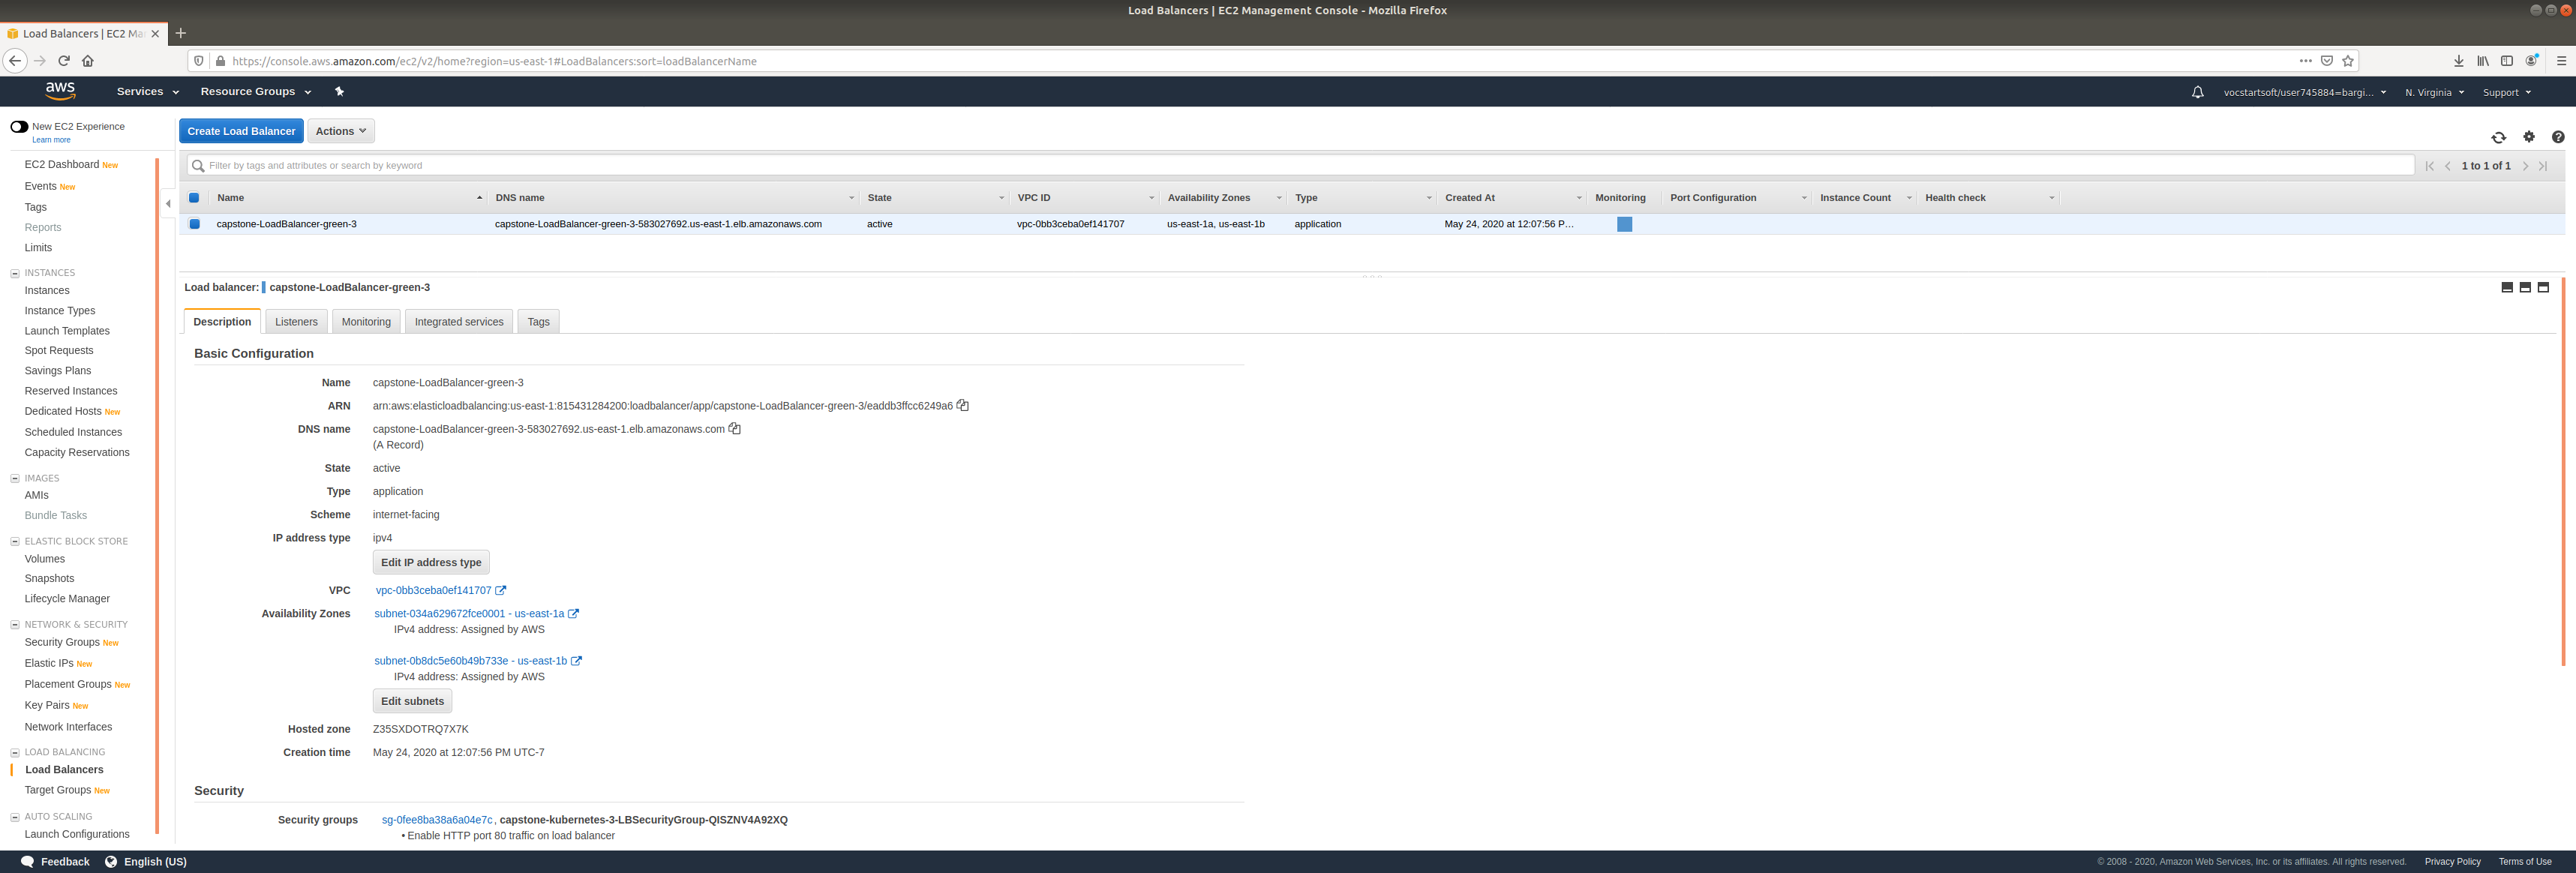 Load Balancers | EC2 Management Console - Mozilla Firefox
Load Balancers | EC2 Ma
https://console.aws.amazon.com/ec2/v2/home?region=us-east-1#LoadBalancers:sort=loadBalancerName
aws Services Resource Groups vocstartsoft/user745884=bargi... N. Virginia Support
New EC2 Experience
Learn more
EC2 Dashboard New
Events New
Tags
Reports
Limits
INSTANCES
Instances
Instance Types
Launch Templates
Spot Requests
Savings Plans
Reserved Instances
Dedicated Hosts New
Scheduled Instances
Capacity Reservations
IMAGES
AMIs
Bundle Tasks
ELASTIC BLOCK STORE
Volumes
Snapshots
Lifecycle Manager
NETWORK & SECURITY
Security Groups New
Elastic IPs New
Placement Groups New
Key Pairs New
Network Interfaces
LOAD BALANCING
Load Balancers
Target Groups New
AUTO SCALING
Launch Configurations
Create Load Balancer Actions
Filter by tags and attributes or search by keyword 1 to 1 of 1
Name DNS name State VPC ID Availability Zones Type Created At Monitoring Port Configuration Instance Count Health check
capstone-LoadBalancer-green-3 capstone-LoadBalancer-green-3-583027692.us-east-1.elb.amazonaws.com active vpc-0bb3ceba0ef141707 us-east-1a, us-east-1b application May 24, 2020 at 12:07:56 P...
Load balancer: capstone-LoadBalancer-green-3
Description Listeners Monitoring Integrated services Tags
Basic Configuration
Name capstone-LoadBalancer-green-3
ARN arn:aws:elasticloadbalancing:us-east-1:815431284200:loadbalancer/app/capstone-LoadBalancer-green-3/eaddb3ffcc6249a6
DNS name capstone-LoadBalancer-green-3-583027692.us-east-1.elb.amazonaws.com
(A Record)
State active
Type application
Scheme internet-facing
IP address type ipv4
Edit IP address type
VPC vpc-0bb3ceba0ef141707
Availability Zones subnet-034a629672fce0001 - us-east-1a
IPv4 address: Assigned by AWS
subnet-0b8dc5e60b49b733e - us-east-1b
IPv4 address: Assigned by AWS
Edit subnets
Hosted zone Z35SXDOTRQ7X7K
Creation time May 24, 2020 at 12:07:56 PM UTC-7
Security
Security groups sg-0fee8ba38a6a04e7c, capstone-kubernetes-3-LBSecurityGroup-QISZNV4A92XQ
• Enable HTTP port 80 traffic on load balancer
Feedback English (US) © 2008 - 2020, Amazon Web Services, Inc. or its affiliates. All rights reserved. Privacy Policy Terms of Use